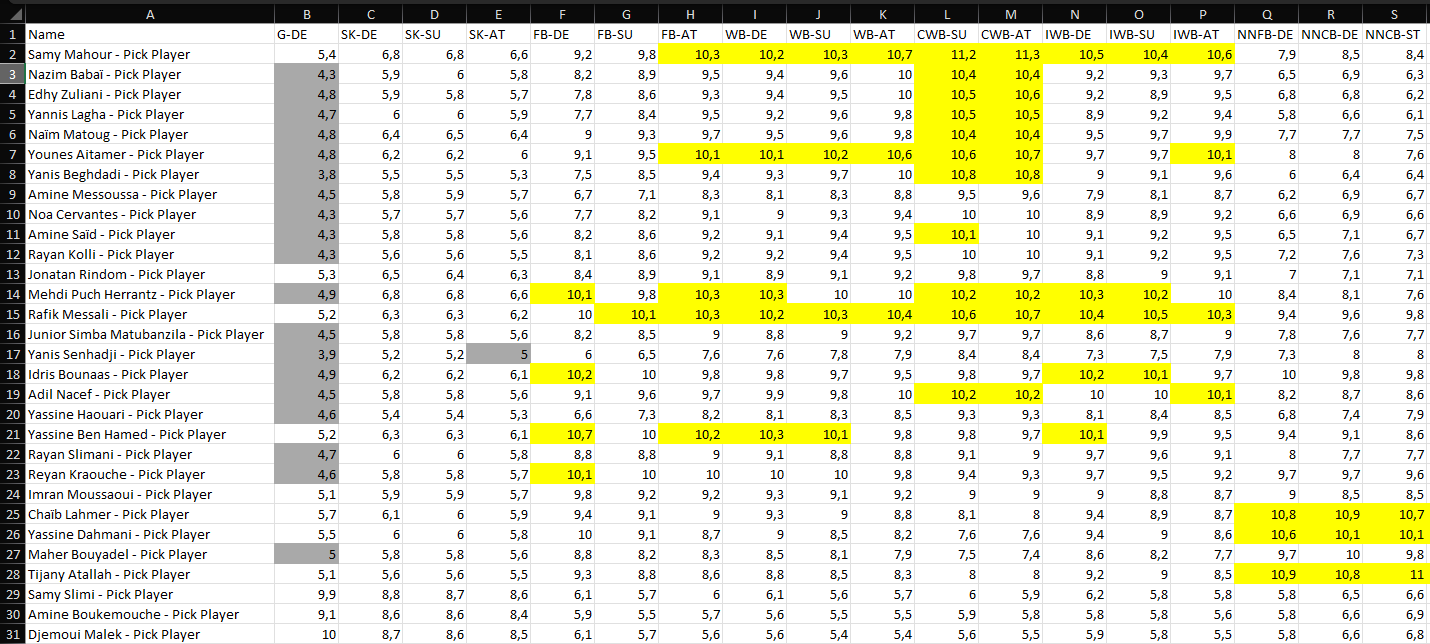 A B C D E F G H I J K L M N O P Q R S
1 Name G-DE SK-DE SK-SU SK-AT FB-DE FB-SU FB-AT WB-DE WB-SU WB-AT CWB-SU CWB-AT IWB-DE IWB-SU IWB-AT NNFB-DE NNCB-DE NNCB-ST
2 Samy Mahour - Pick Player 5,4 6,8 6,8 6,6 9,2 9,8 10,3 10,2 10,3 10,7 11,2 11,3 10,5 10,4 10,6 7,9 8,5 8,4
3 Nazim Babaï - Pick Player 4,3 5,9 6 5,8 8,2 8,9 9,5 9,4 9,6 10 10,4 10,4 9,2 9,3 9,7 6,5 6,9 6,3
4 Edhy Zuliani - Pick Player 4,8 5,9 5,8 5,7 7,8 8,6 9,3 9,4 9,5 10 10,5 10,6 9,2 8,9 9,5 6,8 6,8 6,2
5 Yannis Lagha - Pick Player 4,7 6 6 5,9 7,7 8,4 9,5 9,2 9,6 9,8 10,5 10,5 8,9 9,2 9,4 5,8 6,6 6,1
6 Naïm Matoug - Pick Player 4,8 6,4 6,5 6,4 9 9,3 9,7 9,5 9,6 9,8 10,4 10,4 9,5 9,7 9,9 7,7 7,7 7,5
7 Younes Aitamer - Pick Player 4,8 6,2 6,2 6 9,1 9,5 10,1 10,1 10,2 10,6 10,6 10,7 9,7 9,7 10,1 8 8 7,6
8 Yanis Beghdadi - Pick Player 3,8 5,5 5,5 5,3 7,5 8,5 9,4 9,3 9,7 10 10,8 10,8 9 9,1 9,6 6 6,4 6,4
9 Amine Messoussa - Pick Player 4,5 5,8 5,9 5,7 6,7 7,1 8,3 8,1 8,3 8,8 9,5 9,6 7,9 8,1 8,7 6,2 6,9 6,7
10 Noa Cervantes - Pick Player 4,3 5,7 5,7 5,6 7,7 8,2 9,1 9 9,3 9,4 10 10 8,9 8,9 9,2 6,6 6,9 6,6
11 Amine Saïd - Pick Player 4,3 5,8 5,8 5,6 8,2 8,6 9,2 9,1 9,4 9,5 10,1 10 9,1 9,2 9,5 6,5 7,1 6,7
12 Rayan Kolli - Pick Player 4,3 5,6 5,6 5,5 8,1 8,6 9,2 9,2 9,4 9,5 10 10 9,1 9,2 9,5 7,2 7,6 7,3
13 Jonatan Rindom - Pick Player 5,3 6,5 6,4 6,3 8,4 8,9 9,1 8,9 9,1 9,2 9,8 9,7 8,8 9 9,1 7 7,1 7,1
14 Mehdi Puch Herrantz - Pick Player 4,9 6,8 6,8 6,6 10,1 9,8 10,3 10,3 10 10 10,2 10,2 10,3 10,2 10 8,4 8,1 7,6
15 Rafik Messali - Pick Player 5,2 6,3 6,3 6,2 10 10,1 10,3 10,2 10,3 10,4 10,6 10,7 10,4 10,5 10,3 9,4 9,6 9,8
16 Junior Simba Matubanzila - Pick Player 4,5 5,8 5,8 5,6 8,2 8,5 9 8,8 9 9,2 9,7 9,7 8,6 8,7 9 7,8 7,6 7,7
17 Yanis Senhadji - Pick Player 3,9 5,2 5,2 5 6 6,5 7,6 7,6 7,8 7,9 8,4 8,4 7,3 7,5 7,9 7,3 8 8
18 Idris Bounaas - Pick Player 4,9 6,2 6,2 6,1 10,2 10 9,8 9,8 9,7 9,5 9,8 9,7 10,2 10,1 9,7 10 9,8 9,8
19 Adil Nacef - Pick Player 4,5 5,8 5,8 5,6 9,1 9,6 9,7 9,9 9,8 10 10,2 10,2 10 10 10,1 8,2 8,7 8,6
20 Yassine Haouari - Pick Player 4,6 5,4 5,4 5,3 6,6 7,3 8,2 8,1 8,3 8,5 9,3 9,3 8,1 8,4 8,5 6,8 7,4 7,9
21 Yassine Ben Hamed - Pick Player 5,2 6,3 6,3 6,1 10,7 10 10,2 10,3 10,1 9,8 9,8 9,7 10,1 9,9 9,5 9,4 9,1 8,6
22 Rayan Slimani - Pick Player 4,7 6 6 5,8 8,8 8,8 9 9,1 8,8 8,8 9,1 9 9,7 9,6 9,1 8 7,7 7,7
23 Reyan Kraouche - Pick Player 4,6 5,8 5,8 5,7 10,1 10 10 10 10 9,8 9,4 9,3 9,7 9,5 9,2 9,7 9,7 9,6
24 Imran Moussaoui - Pick Player 5,1 5,9 5,9 5,7 9,8 9,2 9,2 9,3 9,1 9,2 9 9 9 8,8 8,7 9 8,5 8,5
25 Chaïb Lahmer - Pick Player 5,7 6,1 6 5,9 9,4 9,1 9 9,3 9 8,8 8,1 8 9,4 8,9 8,7 10,8 10,9 10,7
26 Yassine Dahmani - Pick Player 5,5 6 6 5,8 10 9,1 8,7 9 8,5 8,2 7,6 7,6 9,4 9 8,6 10,6 10,1 10,1
27 Maher Bouyadel - Pick Player 5 5,8 5,8 5,6 8,8 8,2 8,3 8,5 8,1 7,9 7,5 7,4 8,6 8,2 7,7 9,7 10 9,8
28 Tijany Atallah - Pick Player 5,1 5,6 5,6 5,5 9,3 8,8 8,6 8,8 8,5 8,3 8 8 9,2 9 8,5 10,9 10,8 11
29 Samy Slimi - Pick Player 9,9 8,8 8,7 8,6 6,1 5,7 6 6,1 5,6 5,7 6 5,9 6,2 5,8 5,8 5,8 6,5 6,6
30 Amine Boukemouche - Pick Player 9,1 8,6 8,6 8,4 5,9 5,5 5,7 5,6 5,5 5,5 5,9 5,8 5,8 5,8 5,6 5,8 6,6 6,9
31 Djemoui Malek - Pick Player 10 8,7 8,6 8,5 6,1 5,7 5,6 5,6 5,4 5,4 5,6 5,5 5,9 5,8 5,5 5,8 6,6 6,8